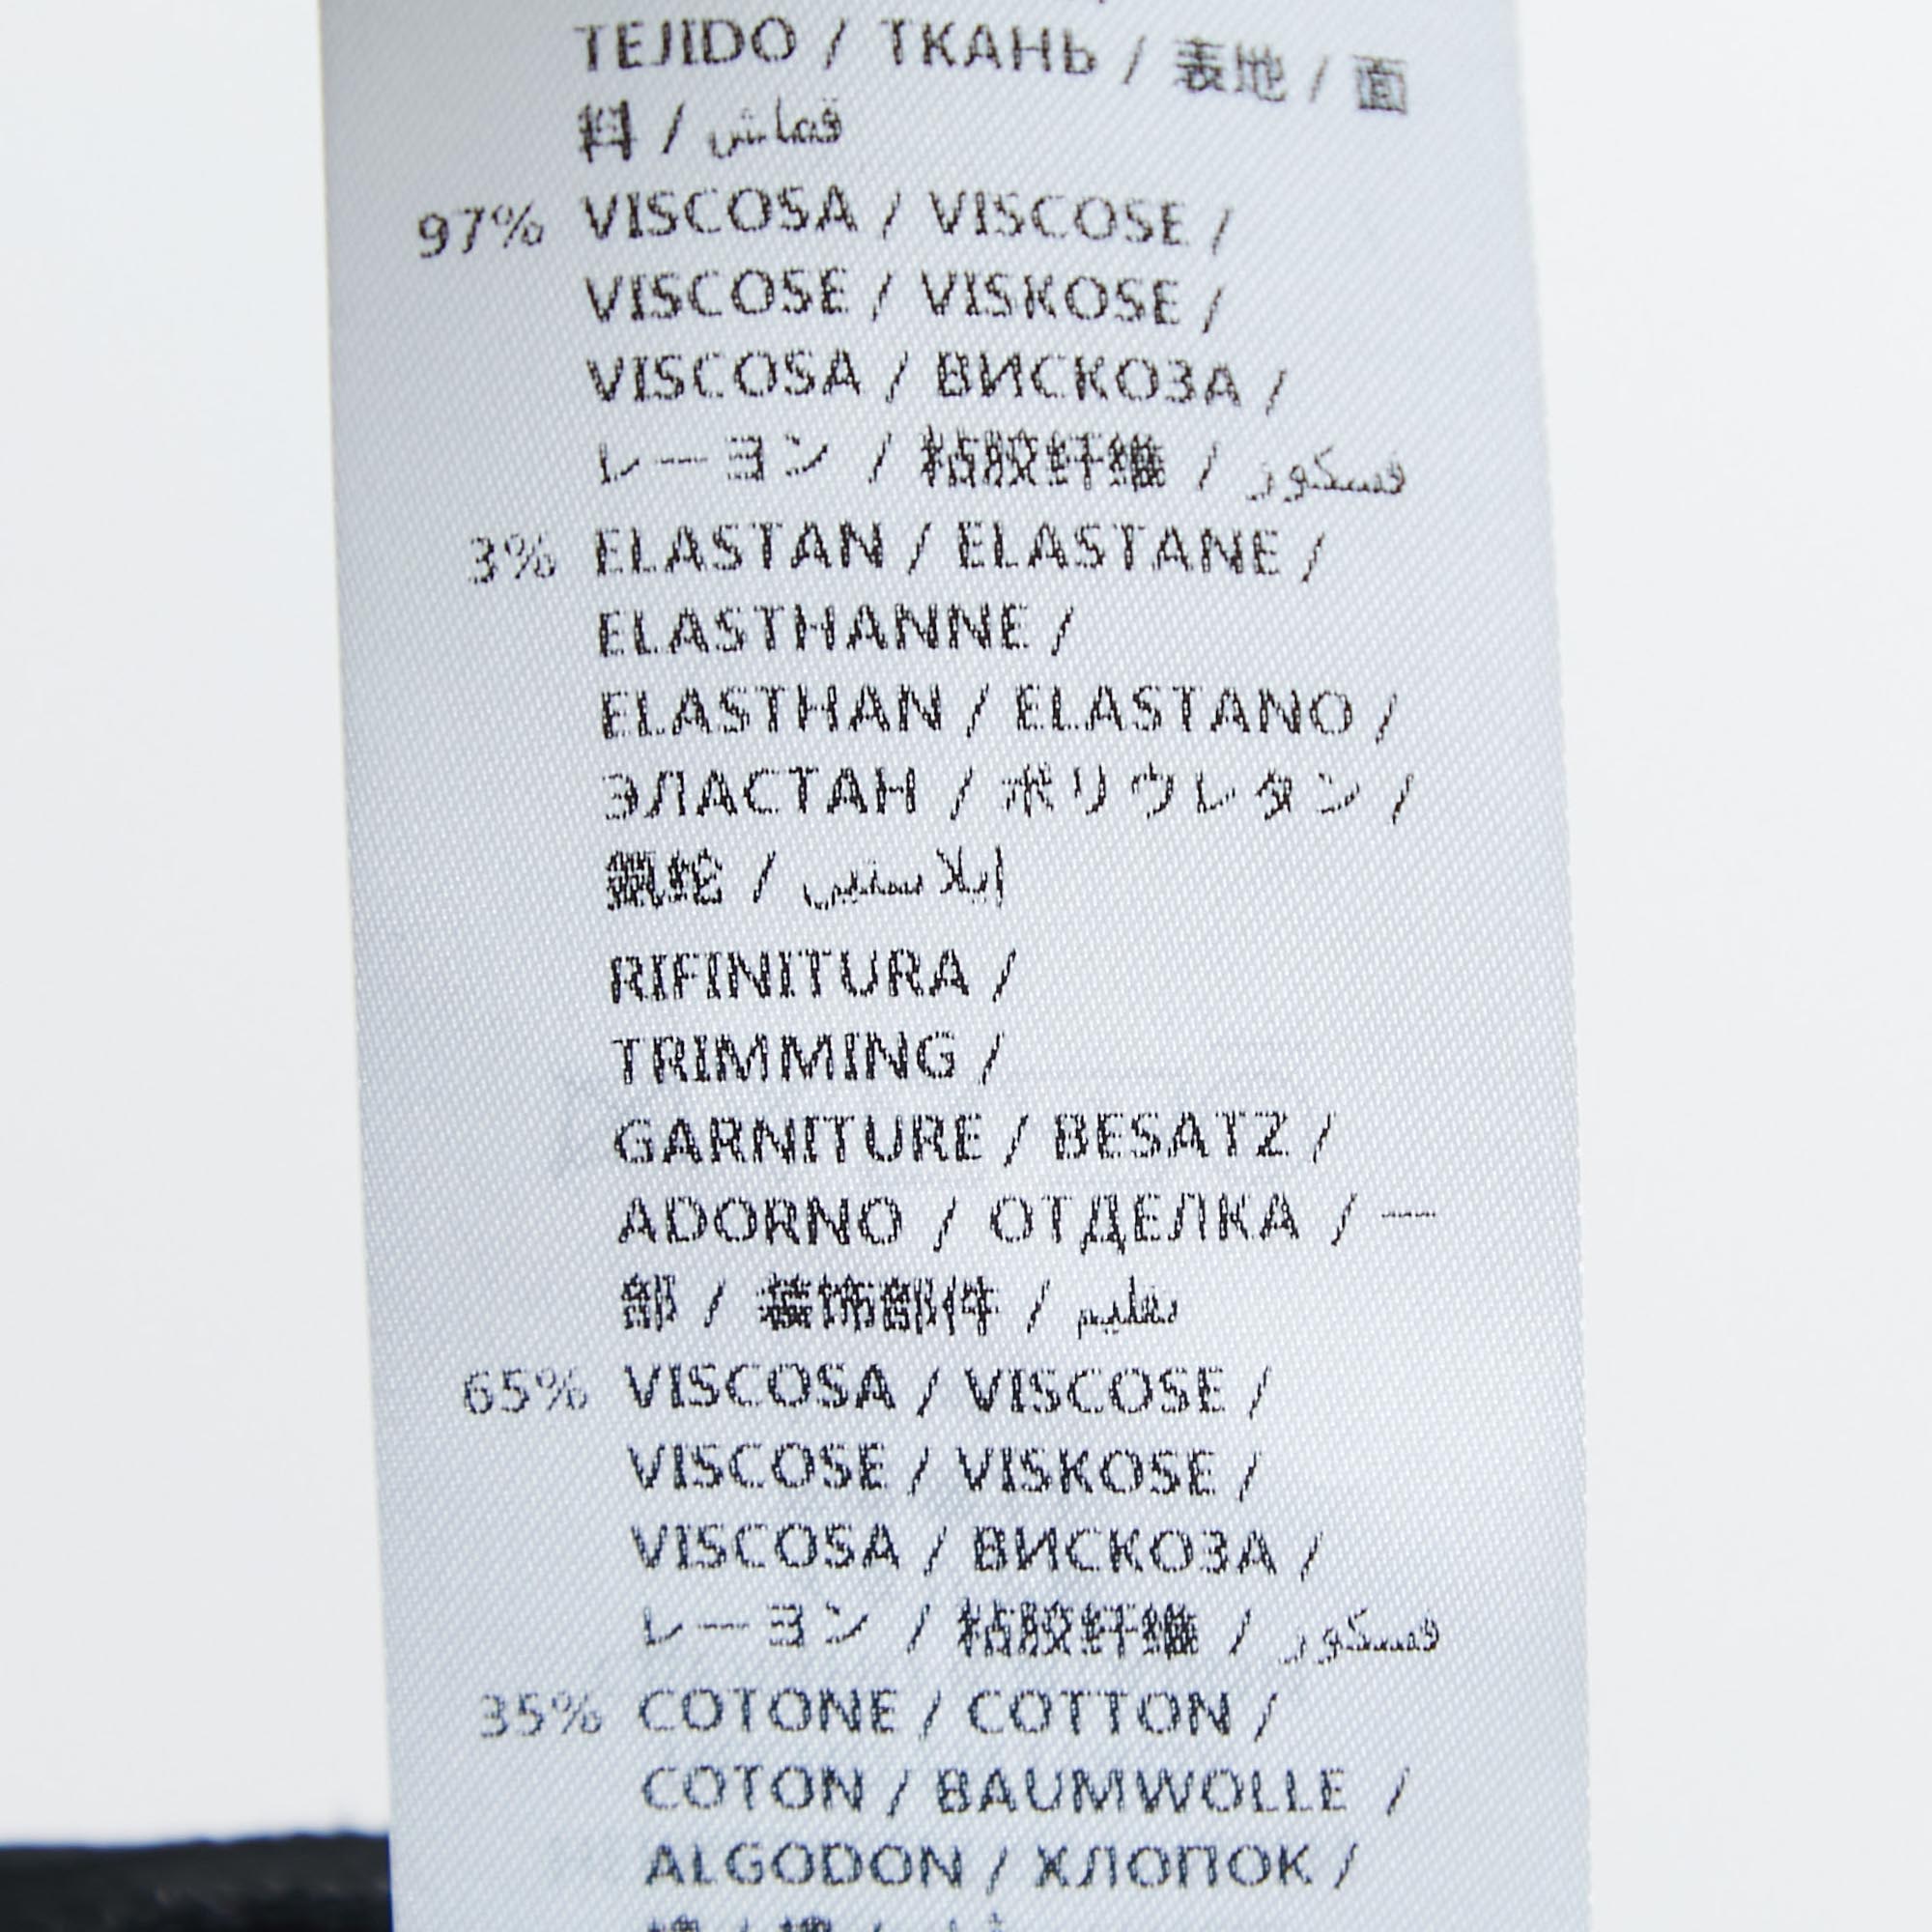 TEJIDO / ТКАНЬ / 表地 / 面
料 / قماش
97% VISCOSA / VISCOSE /
VISCOSE / VISKOSE /
VISCOSA / ВИСКОЗА /
レーヨン / 粘胶纤维 / فسكوز
3% ELASTAN / ELASTANE /
ELASTHANNE /
ELASTHAN / ELASTANO /
ЭЛАСТАН / ポリウレタン /
氨纶 / إيلاستين
RIFINITURA /
TRIMMING /
GARNITURE / BESATZ /
ADORNO / ОТДЕЛКА / 一
部 / 装饰部件 / تقليم
65% VISCOSA / VISCOSE /
VISCOSE / VISKOSE /
VISCOSA / ВИСКОЗА /
レーヨン / 粘胶纤维 / فسكوز
35% COTONE / COTTON /
COTON / BAUMWOLLE /
ALGODON / ХЛОПОК /